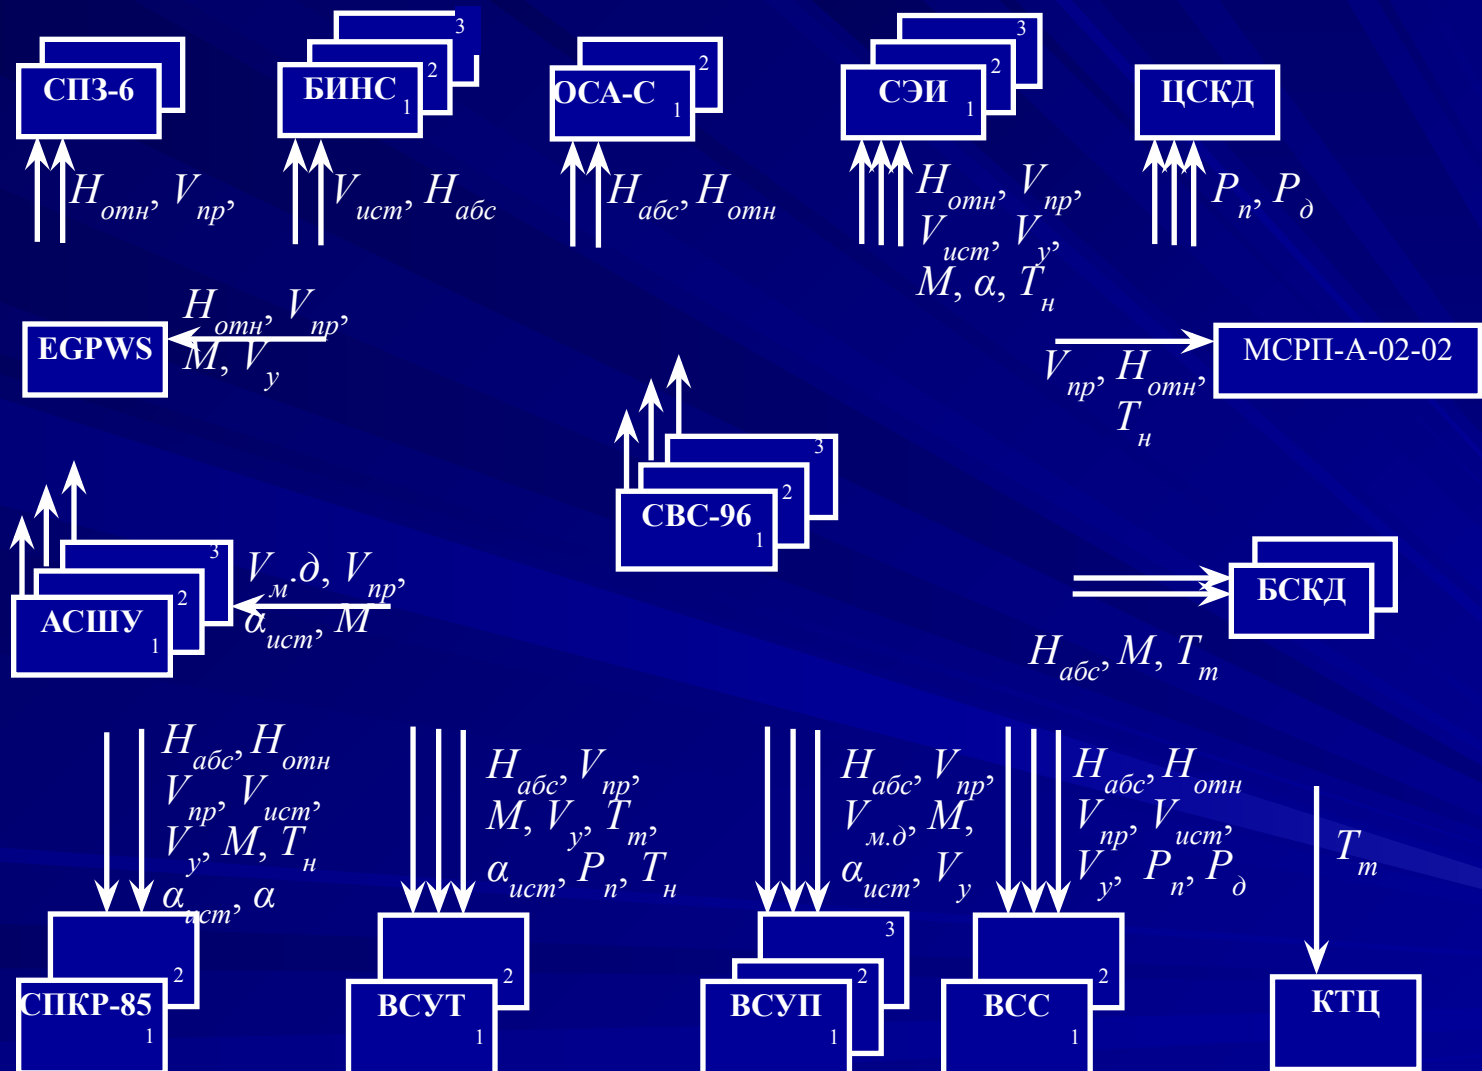 СПЗ-6
H отн, V пр,
3
2
БИНС 1
V ист, H абс
2
ОСА-С 1
H абс, H отн
3
2
СЭИ 1
H отн, V пр,
V ист, V у,
М, α, Т н
ЦСКД
P п, P д
EGPWS
H отн, V пр,
M, V у
МСРП-А-02-02
V пр, H отн,
T н
3
2
СВС-96
1
3
2
АСШУ
1
V м.д, V пр,
α ист, M
БСКД
H абс, M, T т
H абс, H отн
V пр, V ист,
V у, M, T н
α ист, α
2
СПКР-85
1
H абс, V пр,
M, V у, T т,
α ист, P п, T н
2
ВСУТ
1
H абс, V пр,
V м.д, M,
α ист, V у
3
2
ВСУП
1
H абс, H отн
V пр, V ист,
V у, P п, P д
2
ВСС
1
T т
КТЦ